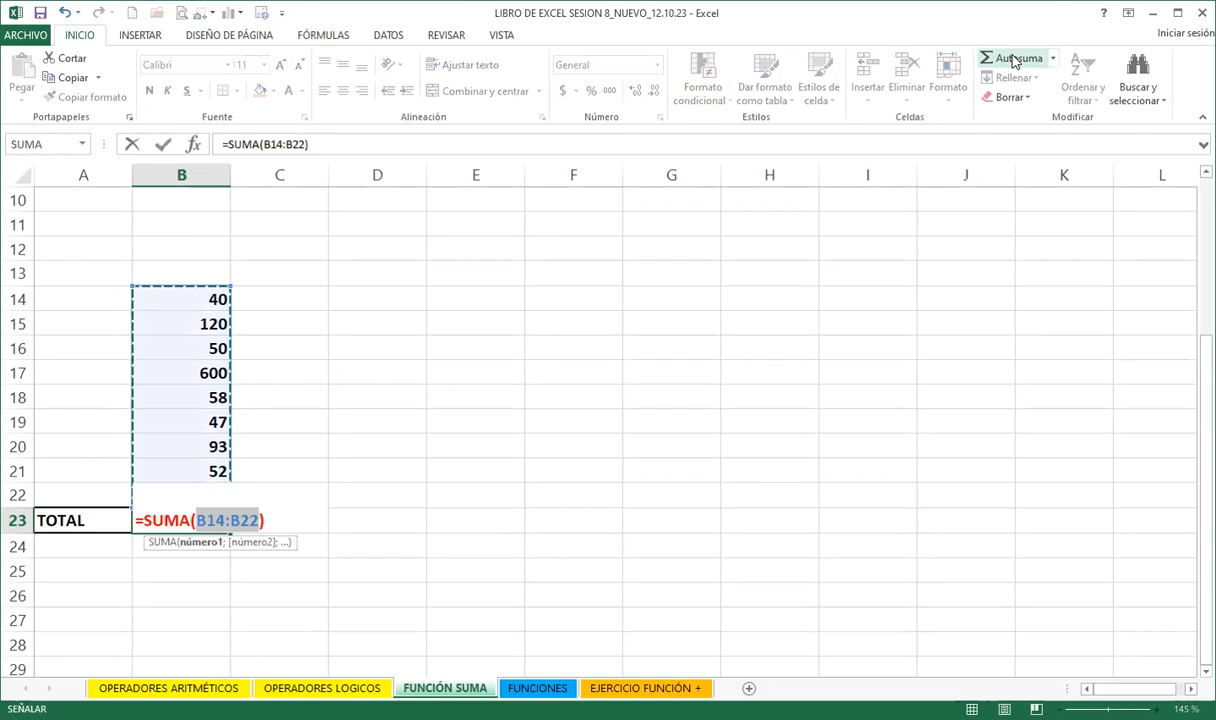 LIBRO DE EXCEL SESION 8_NUEVO_12.10.23 - Excel
ARCHIVO INICIO INSERTAR DISEÑO DE PÁGINA FÓRMULAS DATOS REVISAR VISTA Iniciar sesión
Pegar
Cortar
Copiar
Copiar formato
Portapapeles
Calibri 11
N K S
Fuente
Ajustar texto
Combinar y centrar
Alineación
General
$ % 000
Número
Formato condicional
Dar formato como tabla
Estilos de celda
Estilos
Insertar Eliminar Formato
Celdas
Autosuma
Rellenar
Borrar
Ordenar y filtrar
Buscar y seleccionar
Modificar
SUMA fx =SUMA(B14:B22)
A B C D E F G H I J K L
10
11
12
13
14 40
15 120
16 50
17 600
18 58
19 47
20 93
21 52
22
23 TOTAL =SUMA(B14:B22)
SUMA(número1; [número2]; ...)
24
25
26
27
28
29
OPERADORES ARITMÉTICOS OPERADORES LOGICOS FUNCIÓN SUMA FUNCIONES EJERCICIO FUNCIÓN +
SEÑALAR 145 %